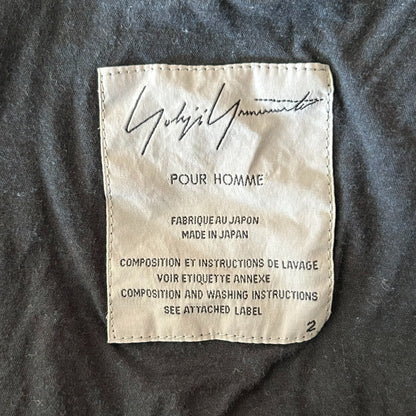 Yohji Yamamoto
POUR HOMME
FABRIQUE AU JAPON
MADE IN JAPAN
COMPOSITION ET INSTRUCTIONS DE LAVAGE
VOIR ETIQUETTE ANNEXE
COMPOSITION AND WASHING INSTRUCTIONS
SEE ATTACHED LABEL
2